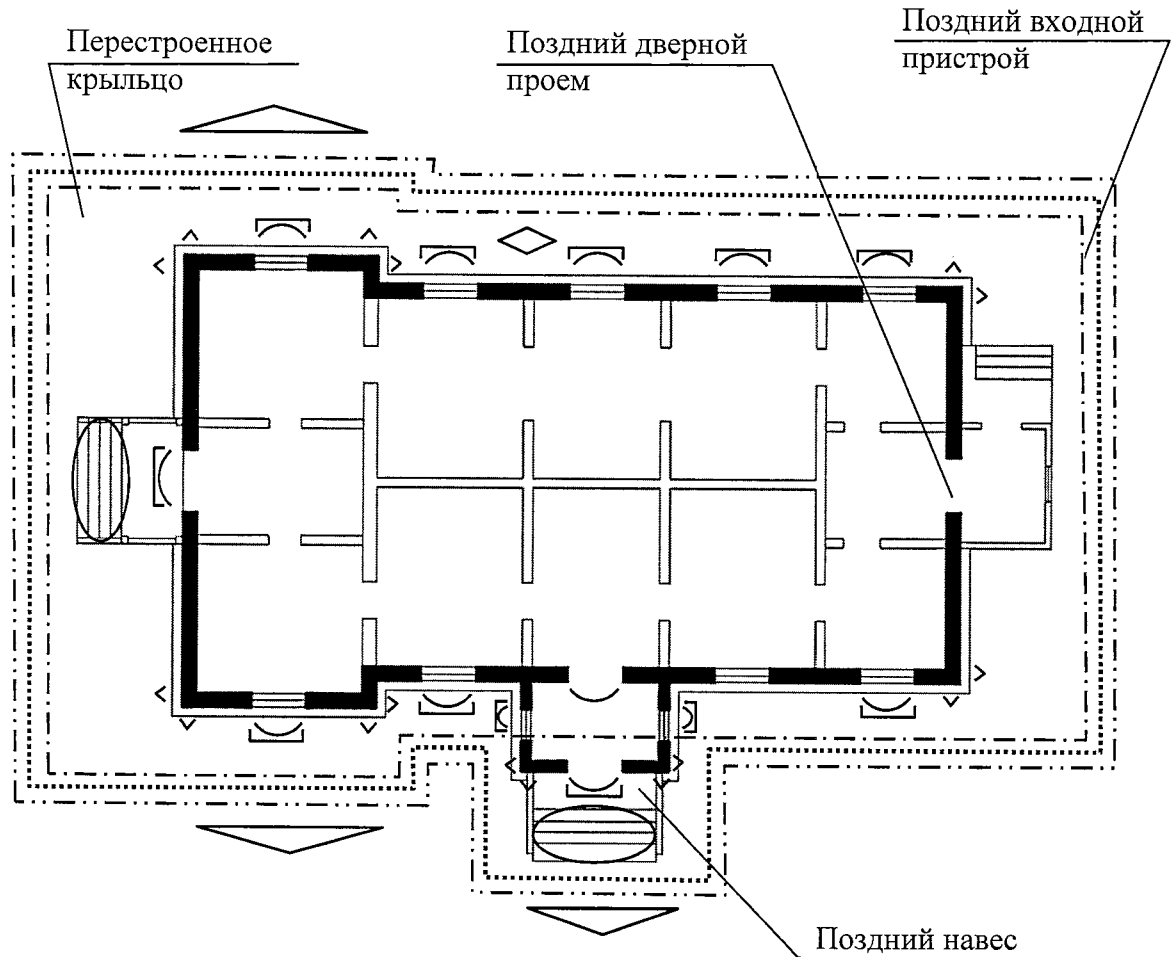 Перестроенное
крыльцо
Поздний дверной
проем
Поздний входной
пристрой
Поздний навес